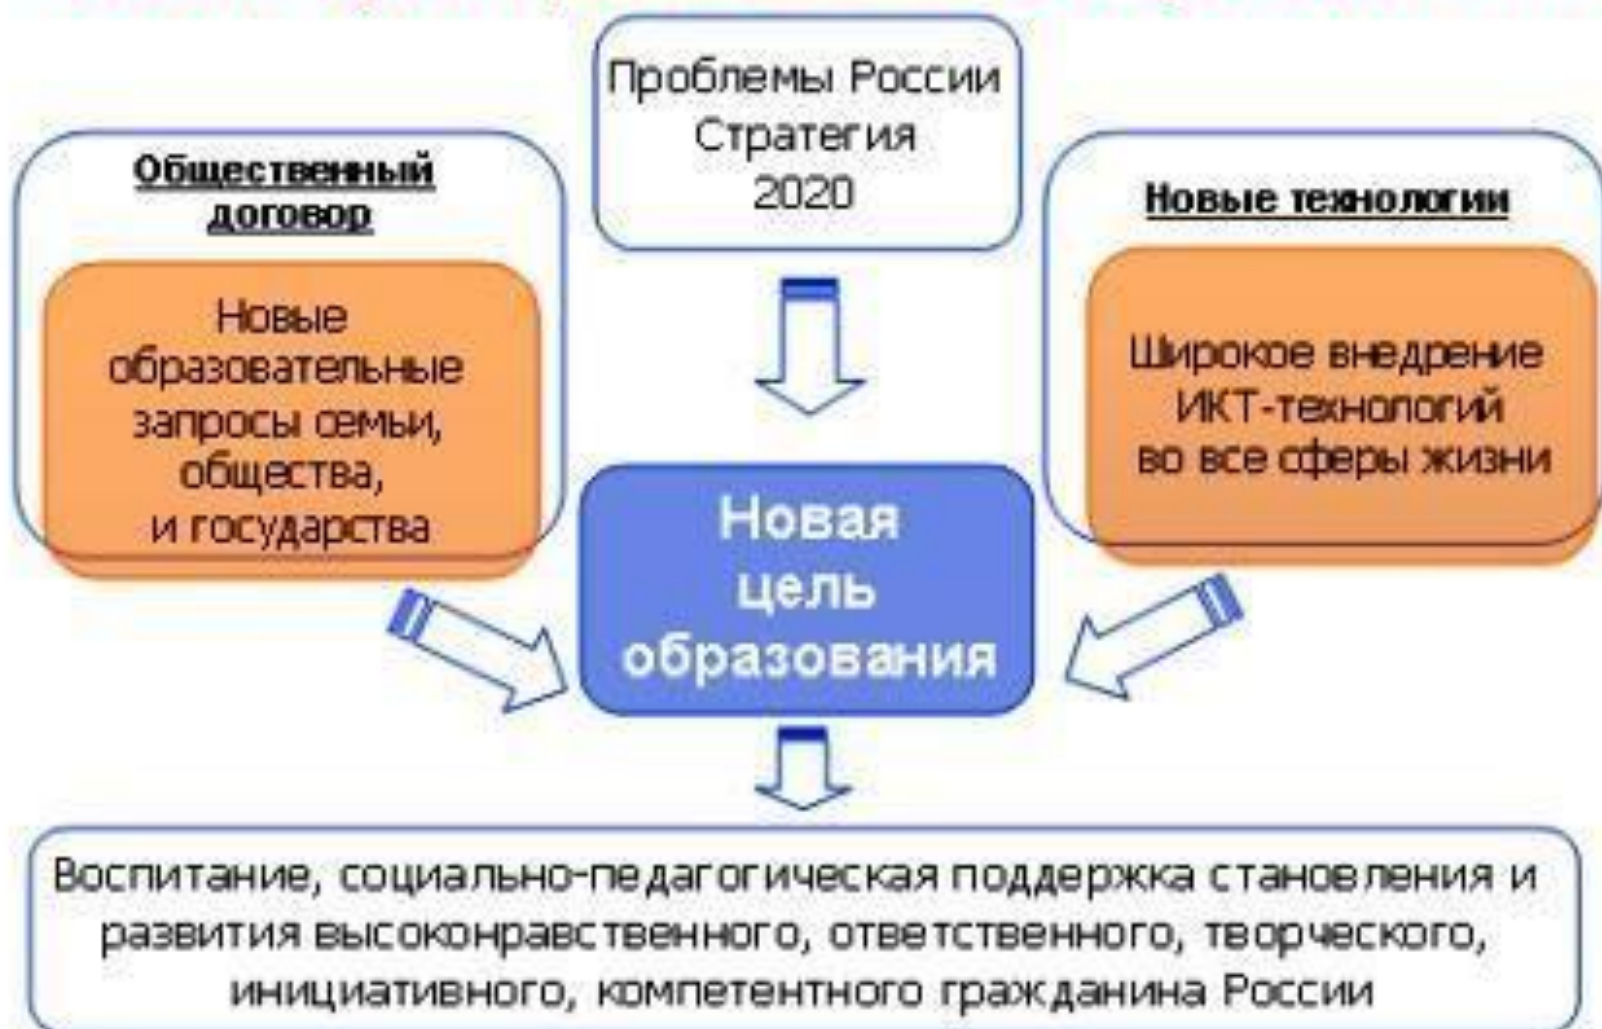 Проблемы России
Стратегия
2020
Общественный
договор
Новые
образовательные
запросы семьи,
общества,
и государства
Новые технологии
Широкое внедрение
ИКТ-технологий
во все сферы жизни
Новая
цель
образования
Воспитание, социально-педагогическая поддержка становления и
развития высоконравственного, ответственного, творческого,
инициативного, компетентного гражданина России